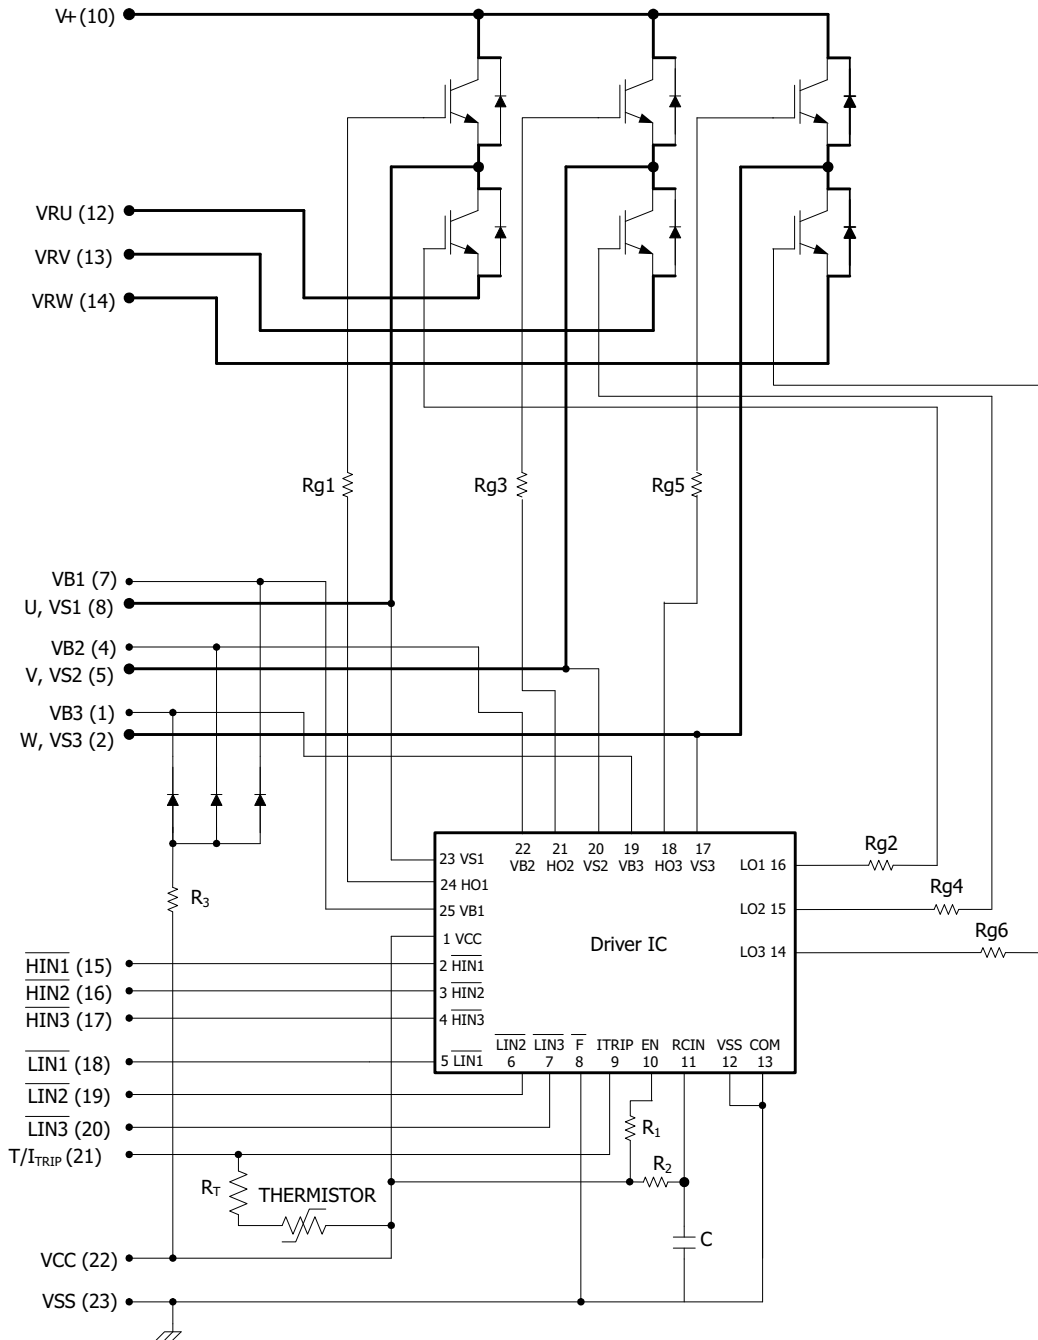 V+ (10)
VRU (12)
VRV (13)
VRW (14)
Rg1
Rg3
Rg5
VB1 (7)
U, VS1 (8)
VB2 (4)
V, VS2 (5)
VB3 (1)
W, VS3 (2)
R3
22 21 20 19 18 17
VB2 HO2 VS2 VB3 HO3 VS3
23 VS1
24 HO1
25 VB1
1 VCC
2 HIN1
3 HIN2
4 HIN3
5 LIN1
Driver IC
LO1 16
LO2 15
LO3 14
Rg2
Rg4
Rg6
LIN2 LIN3 F ITRIP EN RCIN VSS COM
6 7 8 9 10 11 12 13
HIN1 (15)
HIN2 (16)
HIN3 (17)
LIN1 (18)
LIN2 (19)
LIN3 (20)
T/ITRIP (21)
R1
R2
RT
THERMISTOR
C
VCC (22)
VSS (23)